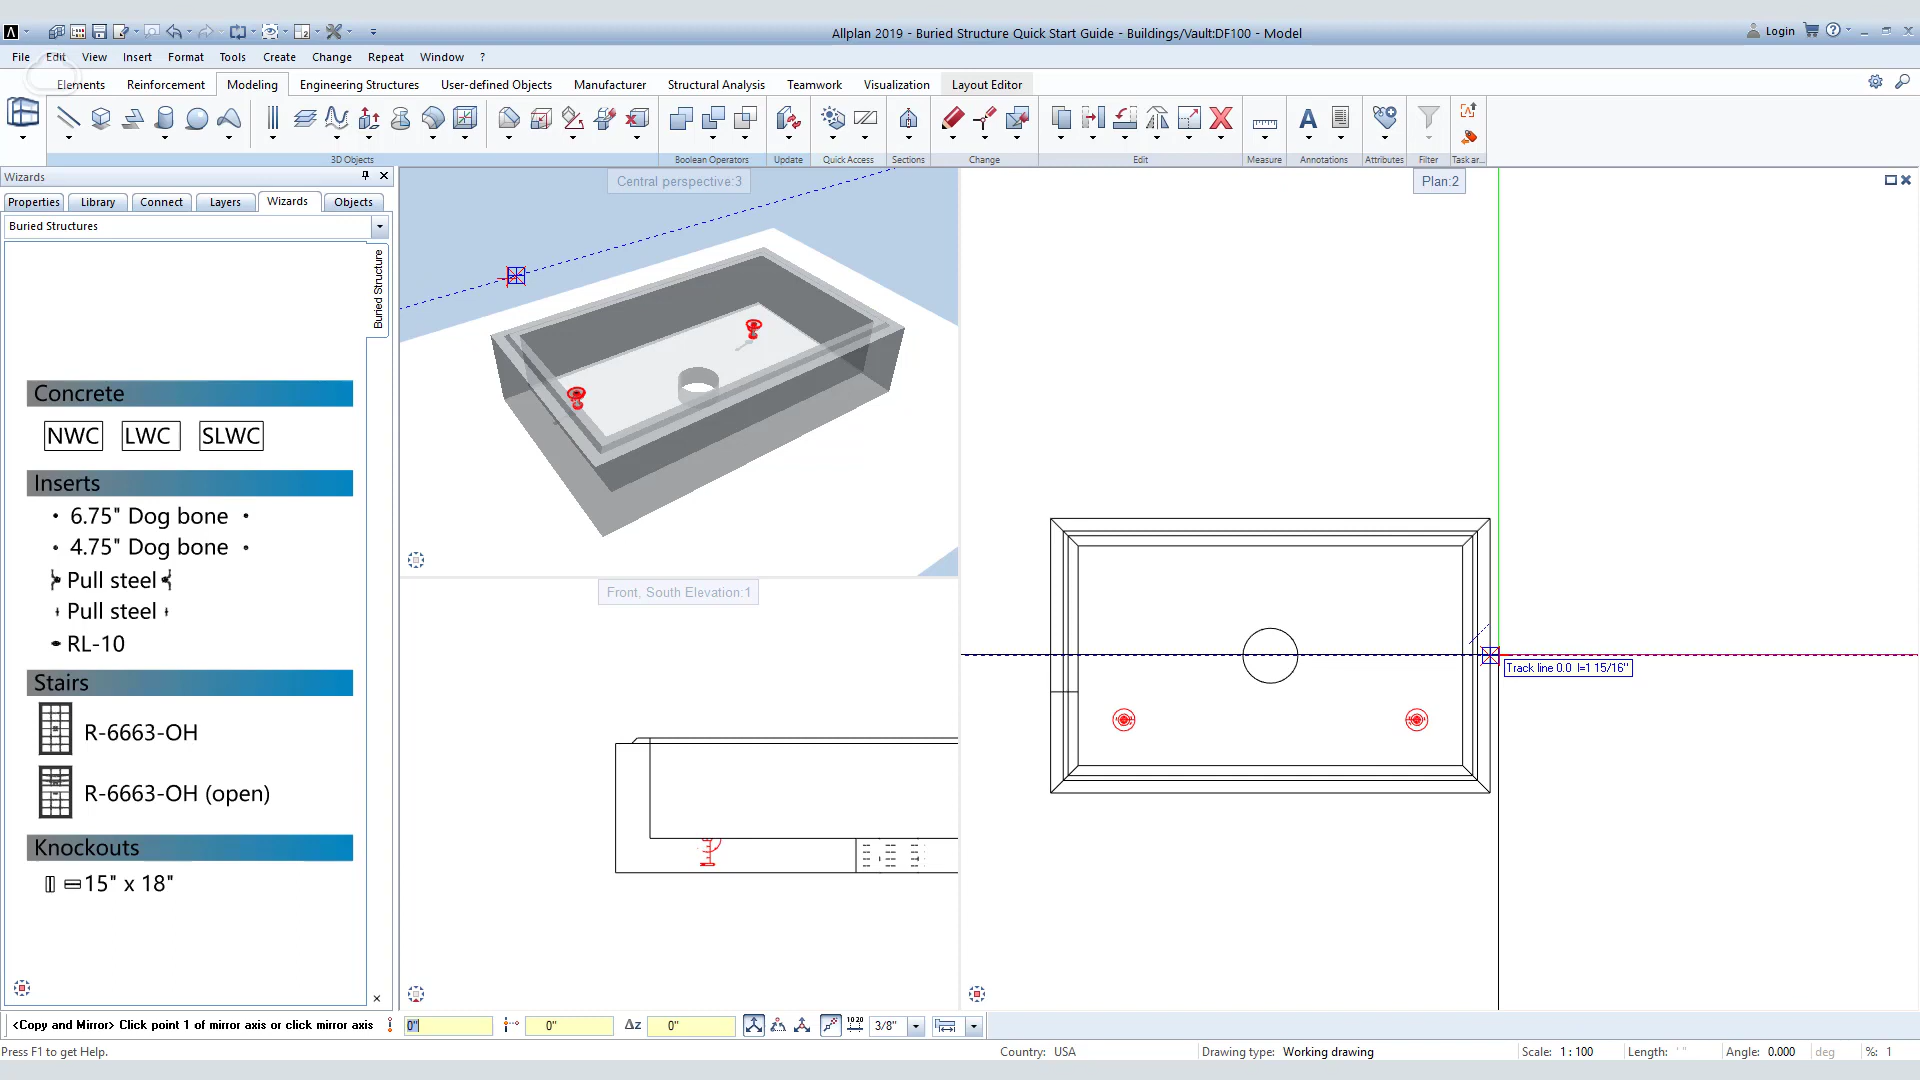 Allplan 2019 - Buried Structure Quick Start Guide - Buildings/Vault:DF100 - Model
Login
File Edit View Insert Format Tools Create Change Repeat Window ?
Elements Reinforcement Modeling Engineering Structures User-defined Objects Manufacturer Structural Analysis Teamwork Visualization Layout Editor
3D Objects Boolean Operators Update Quick Access Sections Change Edit Measure Annotations Attributes Filter Task ar...
Wizards
Properties Library Connect Layers Wizards Objects
Buried Structures
Buried Structure
Concrete
NWC LWC SLWC
Inserts
• 6.75" Dog bone •
• 4.75" Dog bone •
Pull steel
Pull steel
RL-10
Stairs
R-6663-OH
R-6663-OH (open)
Knockouts
15" x 18"
Central perspective:3
Front, South Elevation:1
Plan:2
Track line 0.0 l=1 15/16"
<Copy and Mirror> Click point 1 of mirror axis or click mirror axis 0" 0" Δz 0" 10 20 3/8"
Press F1 to get Help.
Country: USA Drawing type: Working drawing Scale: 1 : 100 Length: ' " Angle: 0.000 deg %: 1